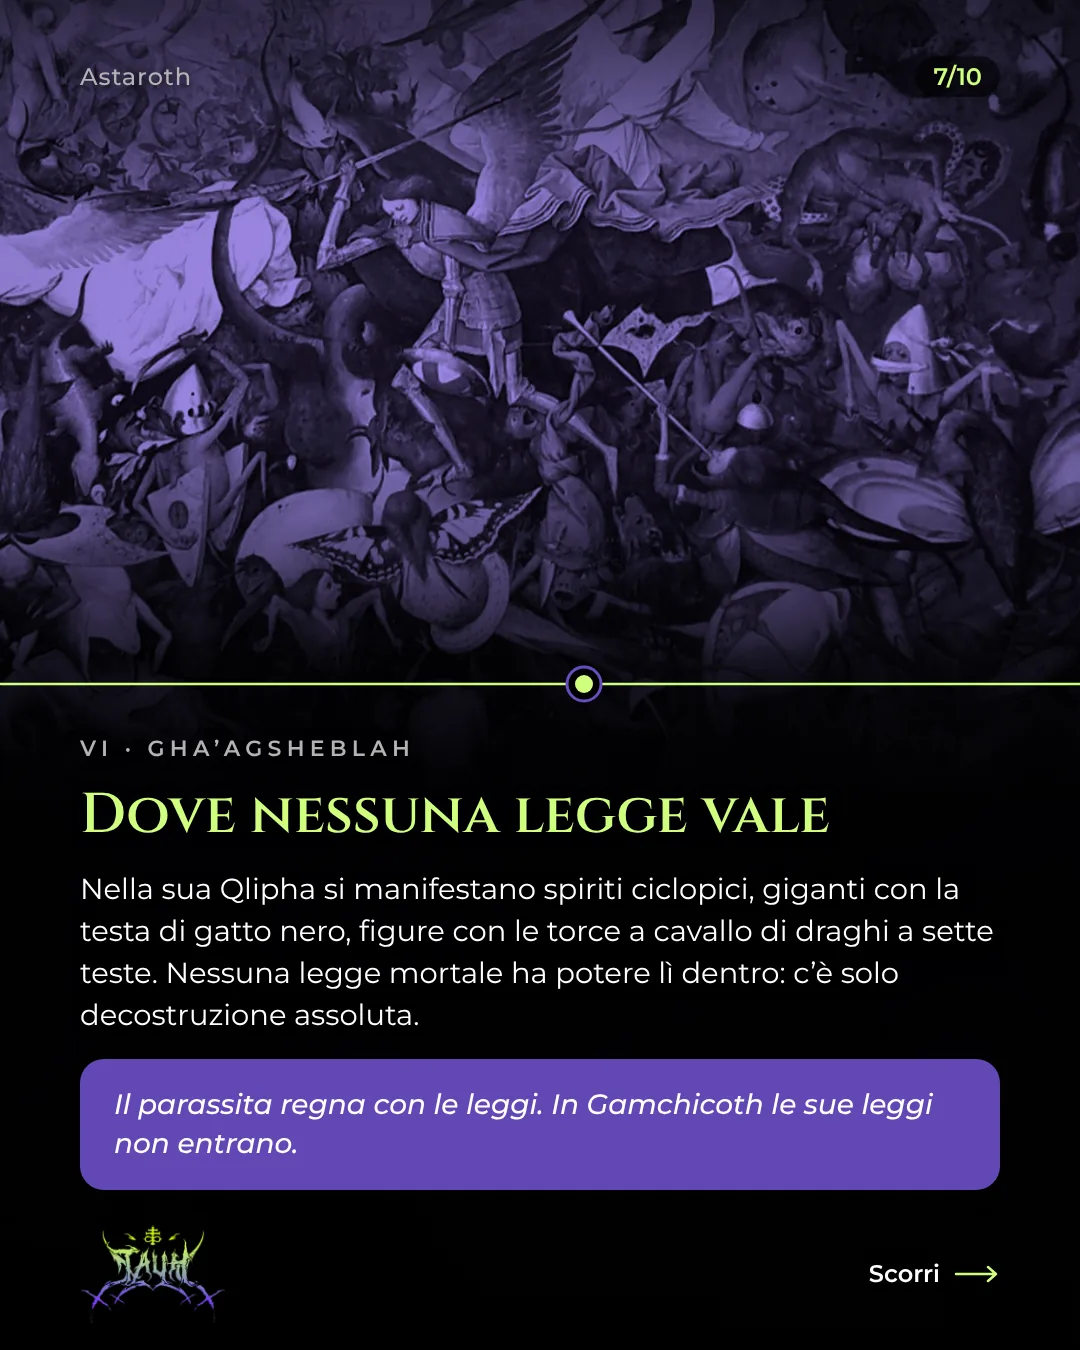 Astaroth
7/10
VI · GHA’AGSHEBLAH
Dove nessuna legge vale
Nella sua Qlipha si manifestano spiriti ciclopici, giganti con la
testa di gatto nero, figure con le torce a cavallo di draghi a sette
teste. Nessuna legge mortale ha potere lì dentro: c’è solo
decostruzione assoluta.
Il parassita regna con le leggi. In Gamchicoth le sue leggi
non entrano.
Scorri